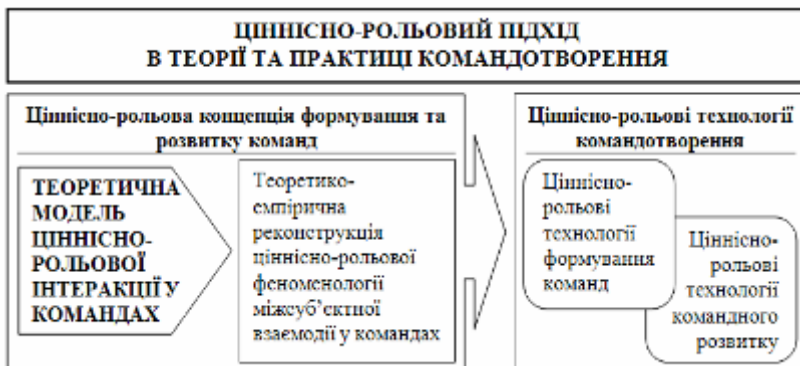 ЦІННІСНО-РОЛЬОВИЙ ПІДХІД
В ТЕОРІЇ ТА ПРАКТИЦІ КОМАНДОТВОРЕННЯ
Ціннісно-рольова концепція формування та
розвитку команд
ТЕОРЕТИЧНА
МОДЕЛЬ
ЦІННІСНО-
РОЛЬОВОЇ
ІНТЕРАКЦІЇ У
КОМАНДАХ
Теоретико-
емпірична
реконструкція
ціннісно-рольової
феноменології
міжсуб’єктної
взаємодії у командах
Ціннісно-рольові технології
командотворення
Ціннісно-
рольові
технології
формування
команд
Ціннісно-
рольові
технології
командного
розвитку